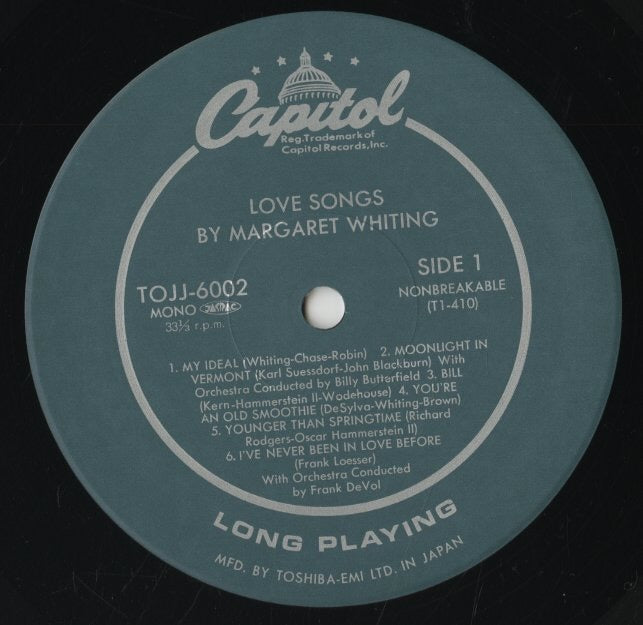 Capitol
Reg. Trademark of
Capitol Records, Inc.
LOVE SONGS
BY MARGARET WHITING
TOJJ-6002
MONO JASRAC
33⅓ r.p.m.
SIDE 1
NONBREAKABLE
(T1-410)
1. MY IDEAL (Whiting-Chase-Robin) 2. MOONLIGHT IN
VERMONT (Karl Suessdorf-John Blackburn) With
Orchestra Conducted by Billy Butterfield 3. BILL
(Kern-Hammerstein II-Wodehouse) 4. YOU'RE
AN OLD SMOOTHIE (DeSylva-Whiting-Brown)
5. YOUNGER THAN SPRINGTIME (Richard
Rodgers-Oscar Hammerstein II)
6. I'VE NEVER BEEN IN LOVE BEFORE
(Frank Loesser)
With Orchestra Conducted
by Frank DeVol
LONG PLAYING
MFD. BY TOSHIBA-EMI LTD. IN JAPAN